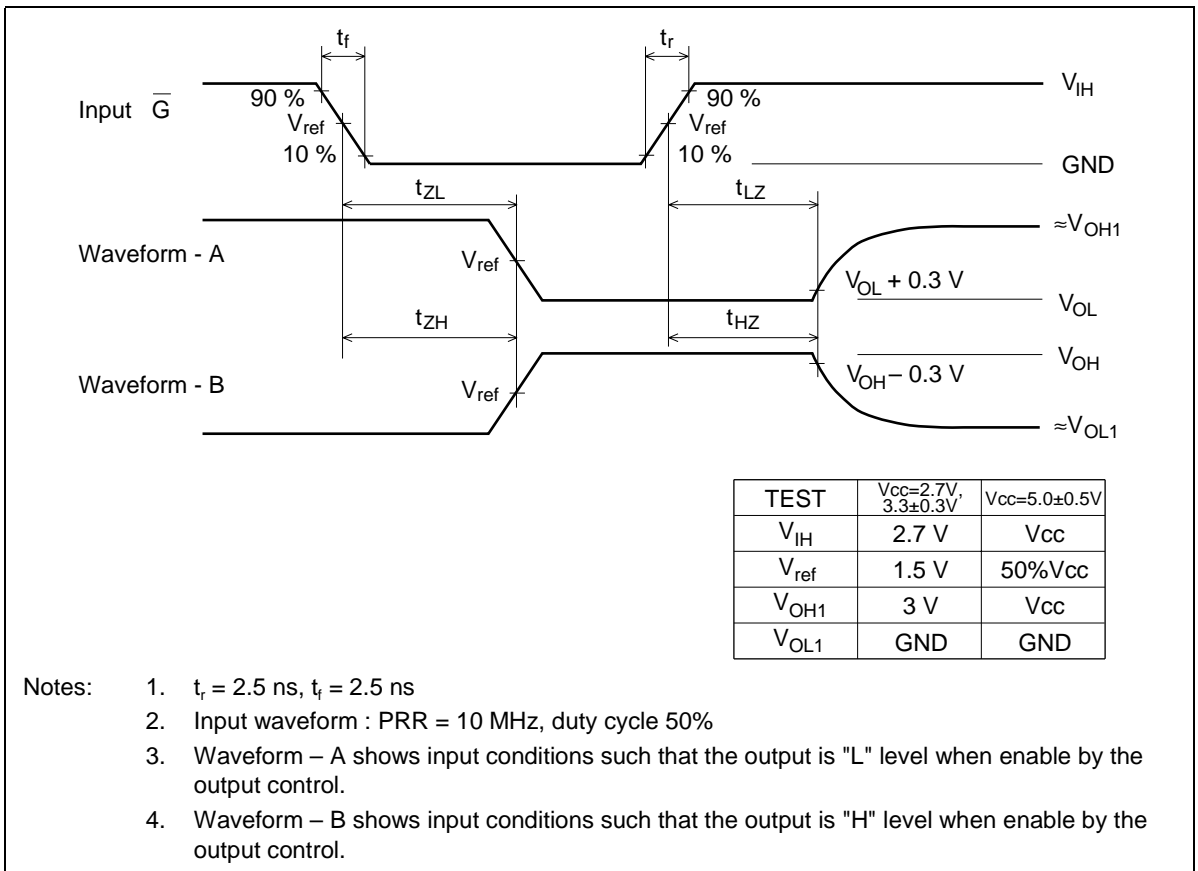 tf
tr
Input G
90 %
Vref
10 %
90 %
Vref
10 %
VIH
GND
tZL
tLZ
Waveform - A
Vref
VOL + 0.3 V
≈VOH1
VOL
tZH
tHZ
Waveform - B
Vref
VOH – 0.3 V
VOH
≈VOL1
TEST Vcc=2.7V, 3.3±0.3V Vcc=5.0±0.5V
VIH 2.7 V Vcc
Vref 1.5 V 50%Vcc
VOH1 3 V Vcc
VOL1 GND GND
Notes: 1. tr = 2.5 ns, tf = 2.5 ns
2. Input waveform : PRR = 10 MHz, duty cycle 50%
3. Waveform – A shows input conditions such that the output is "L" level when enable by the
output control.
4. Waveform – B shows input conditions such that the output is "H" level when enable by the
output control.